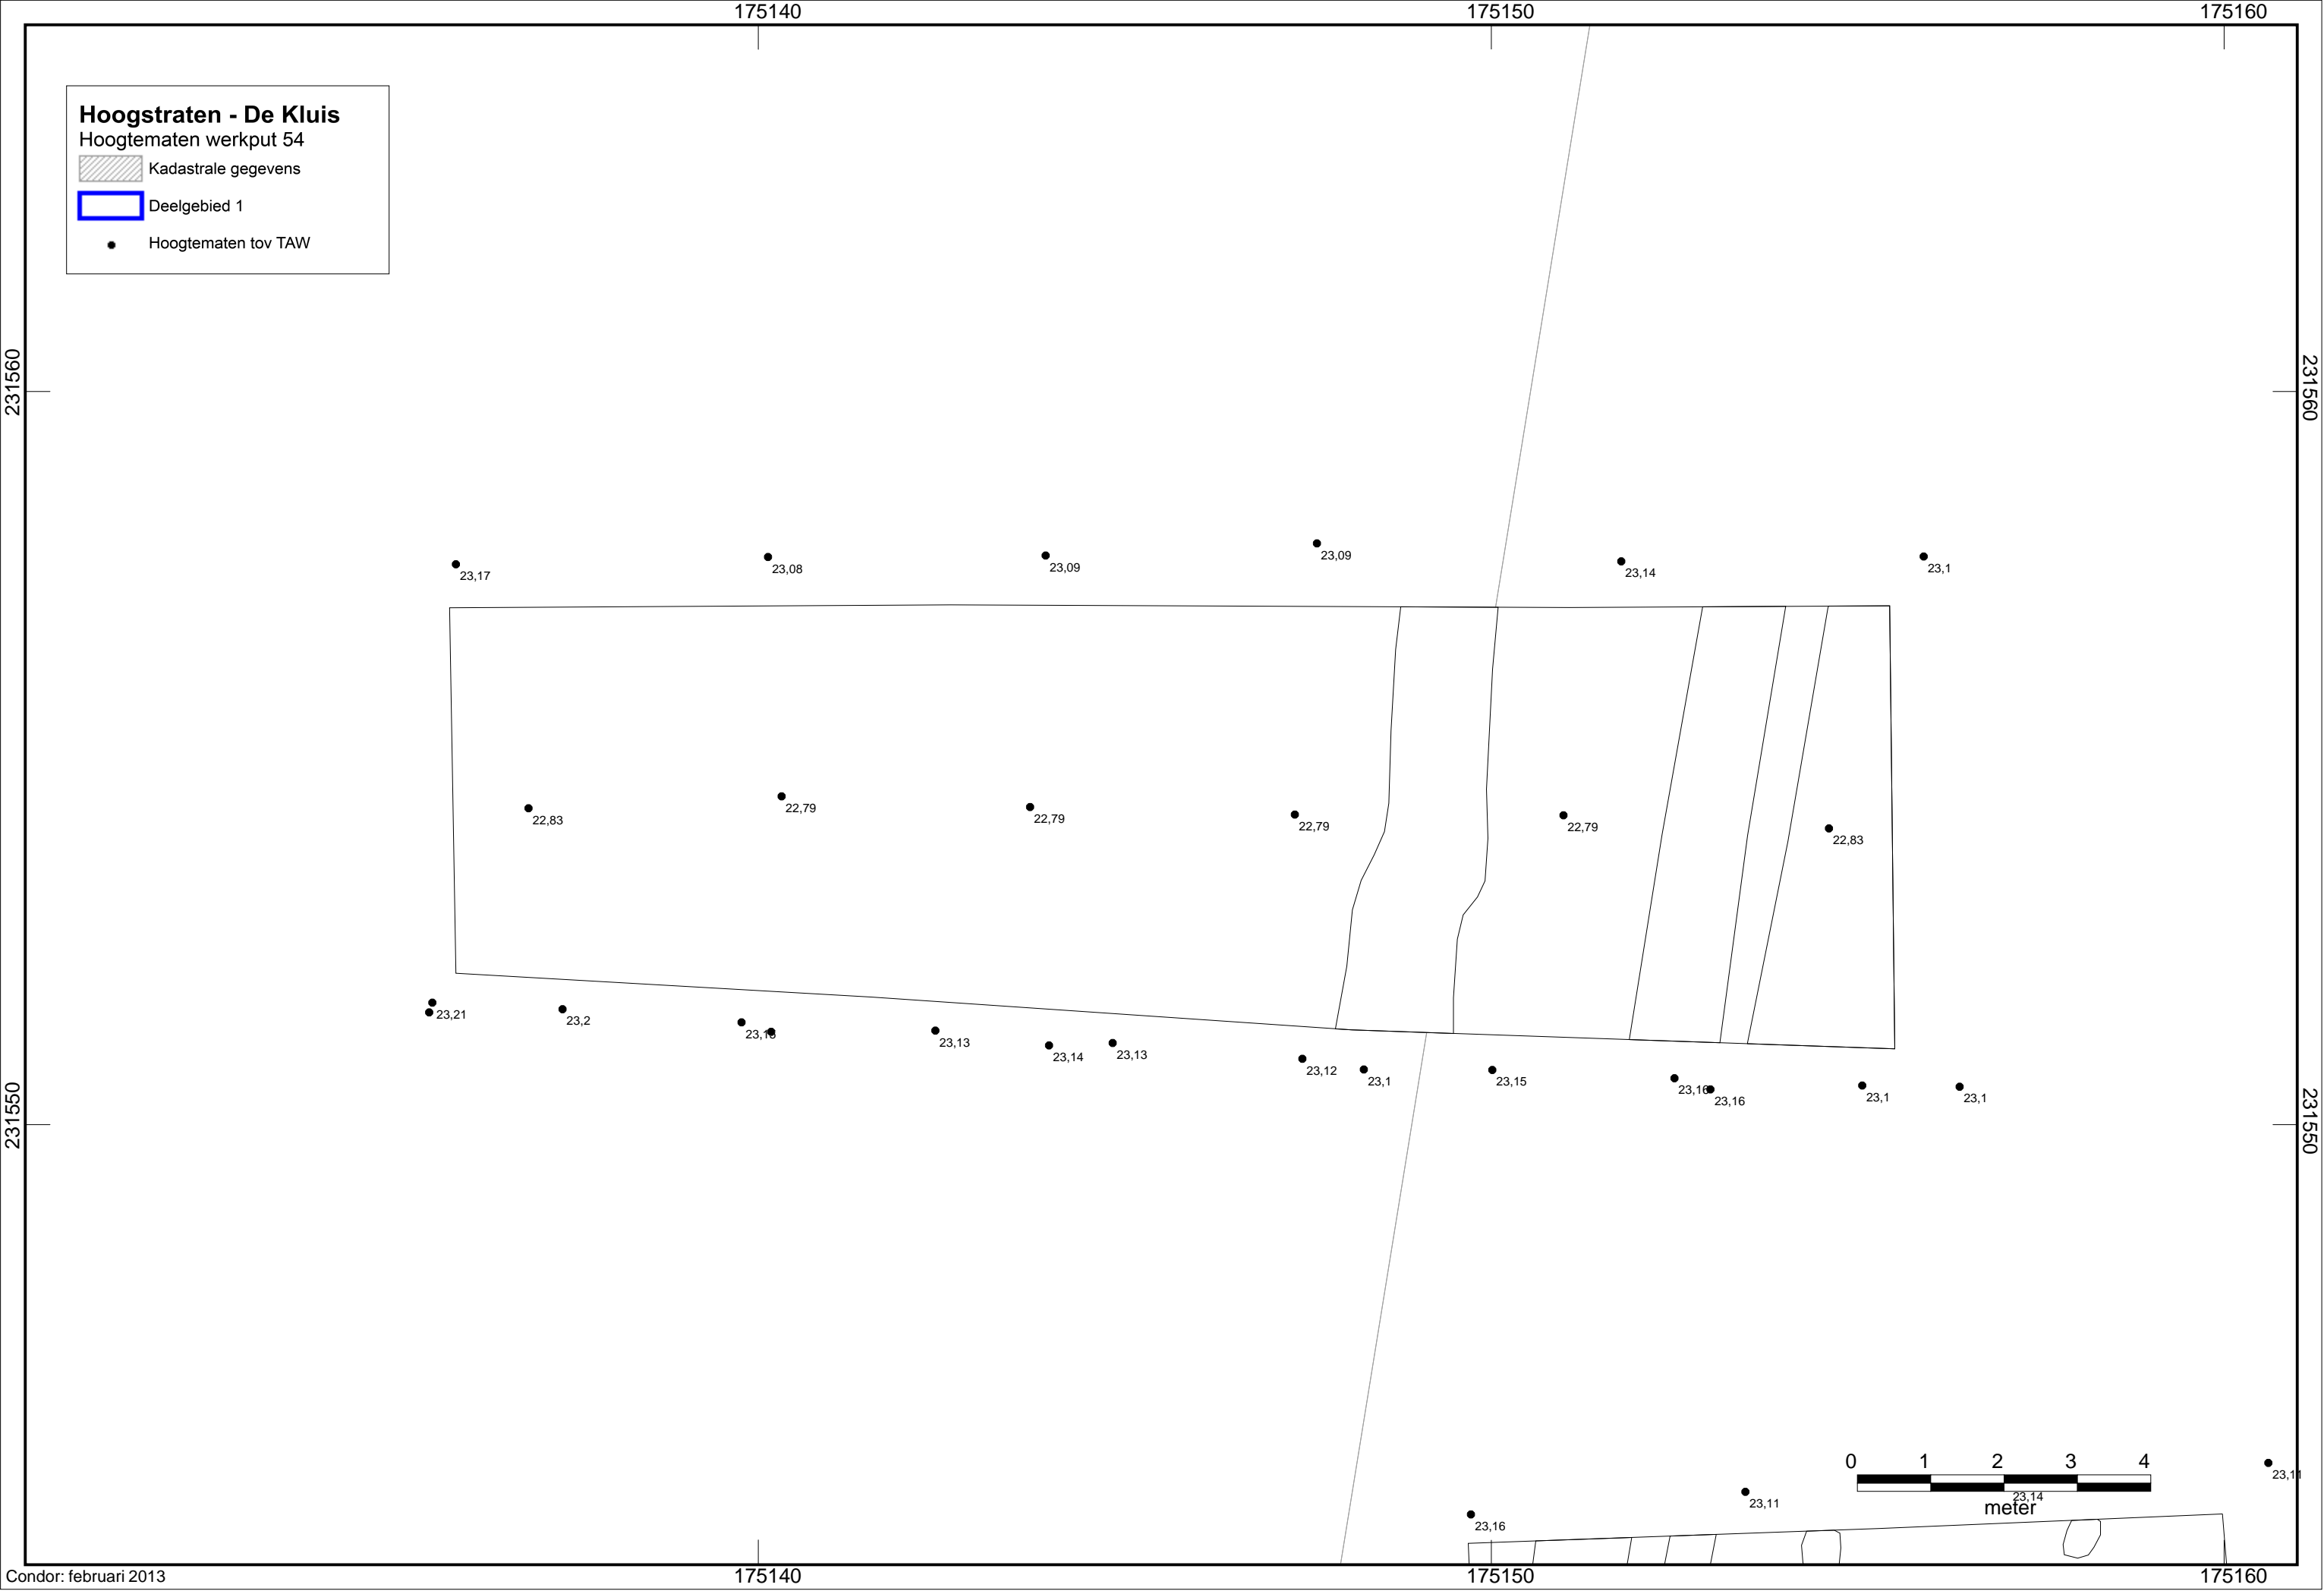 175140 175150 175160
Hoogstraten - De Kluis
Hoogtematen werkput 54
Kadastrale gegevens
Deelgebied 1
Hoogtematen tov TAW
231560 231560
23,17 23,08 23,09 23,09 23,14 23,1
22,83 22,79 22,79 22,79 22,79 22,83
23,21 23,2 23,13 23,14 23,13 23,12 23,1 23,15 23,16 23,16 23,1 23,1
231550 231550
0 1 2 3 4
23,11
23,11
23,14
meter
23,16
Condor: februari 2013
175140 175150 175160